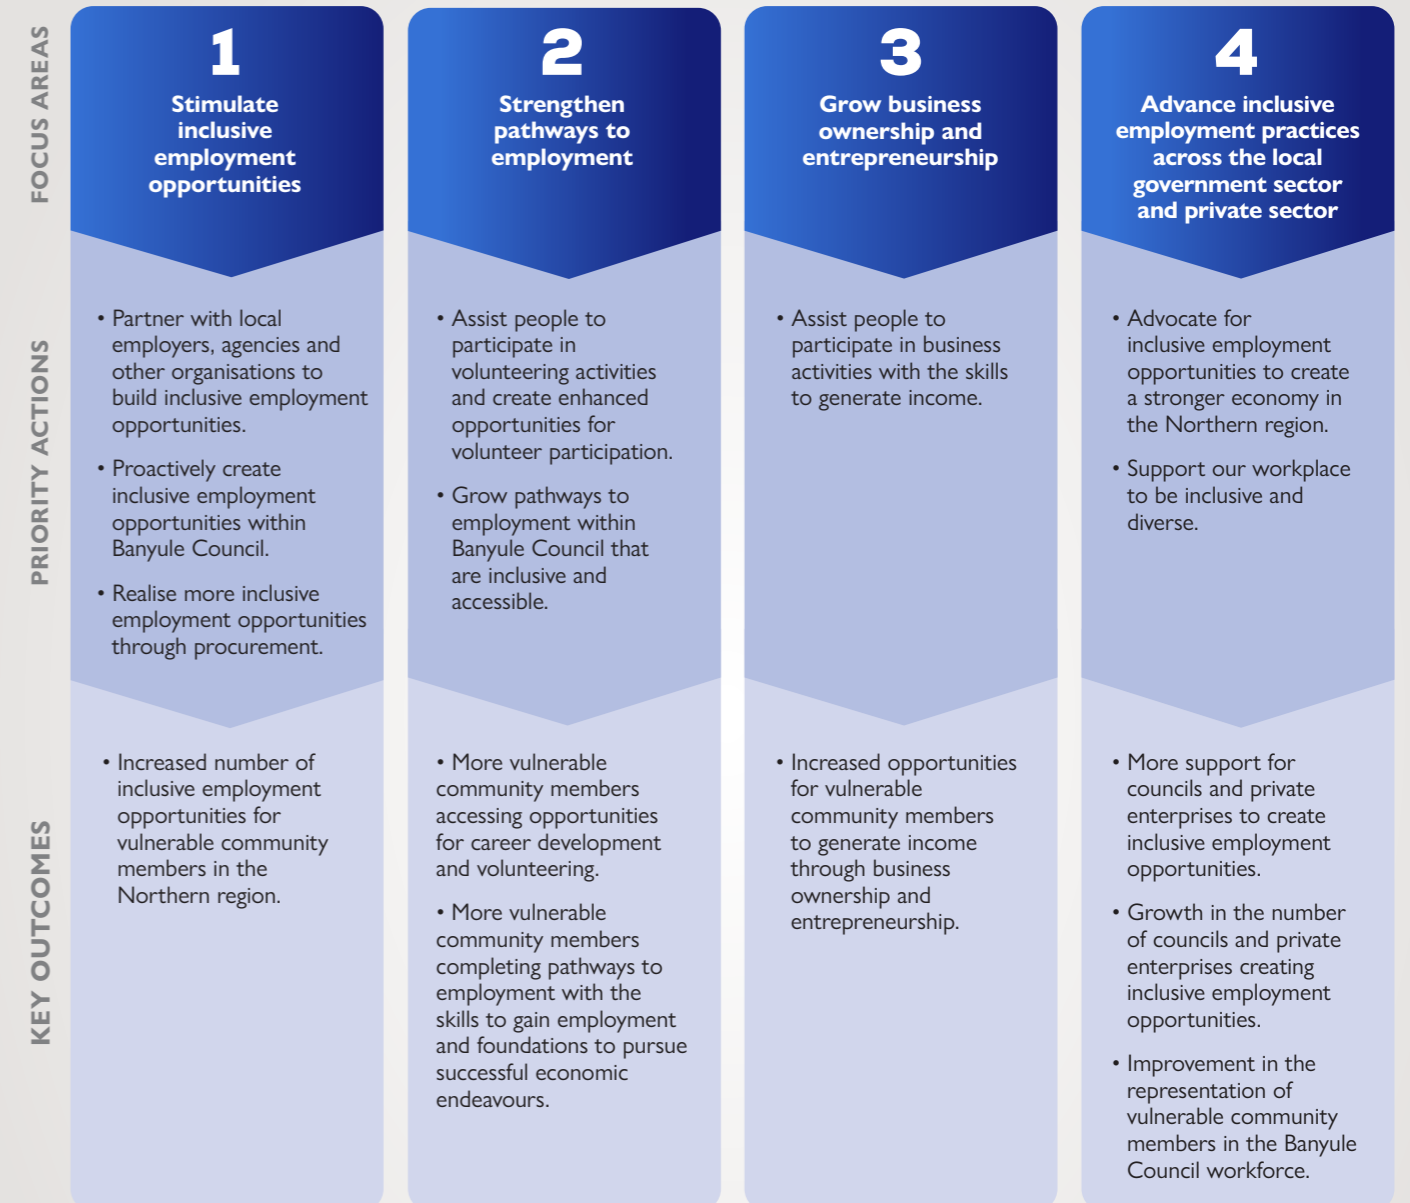 FOCUS AREAS
1
Stimulate
inclusive
employment
opportunities
2
Strengthen
pathways to
employment
3
Grow business
ownership and
entrepreneurship
4
Advance inclusive
employment practices
across the local
government sector
and private sector
PRIORITY ACTIONS
• Partner with local
employers, agencies and
other organisations to
build inclusive employment
opportunities.
• Proactively create
inclusive employment
opportunities within
Banyule Council.
• Realise more inclusive
employment opportunities
through procurement.
• Assist people to
participate in
volunteering activities
and create enhanced
opportunities for
volunteer participation.
• Grow pathways to
employment within
Banyule Council that
are inclusive and
accessible.
• Assist people to
participate in business
activities with the skills
to generate income.
• Advocate for
inclusive employment
opportunities to create
a stronger economy in
the Northern region.
• Support our workplace
to be inclusive and
diverse.
KEY OUTCOMES
• Increased number of
inclusive employment
opportunities for
vulnerable community
members in the
Northern region.
• More vulnerable
community members
accessing opportunities
for career development
and volunteering.
• More vulnerable
community members
completing pathways to
employment with the
skills to gain employment
and foundations to pursue
successful economic
endeavours.
• Increased opportunities
for vulnerable
community members
to generate income
through business
ownership and
entrepreneurship.
• More support for
councils and private
enterprises to create
inclusive employment
opportunities.
• Growth in the number
of councils and private
enterprises creating
inclusive employment
opportunities.
• Improvement in the
representation of
vulnerable community
members in the Banyule
Council workforce.